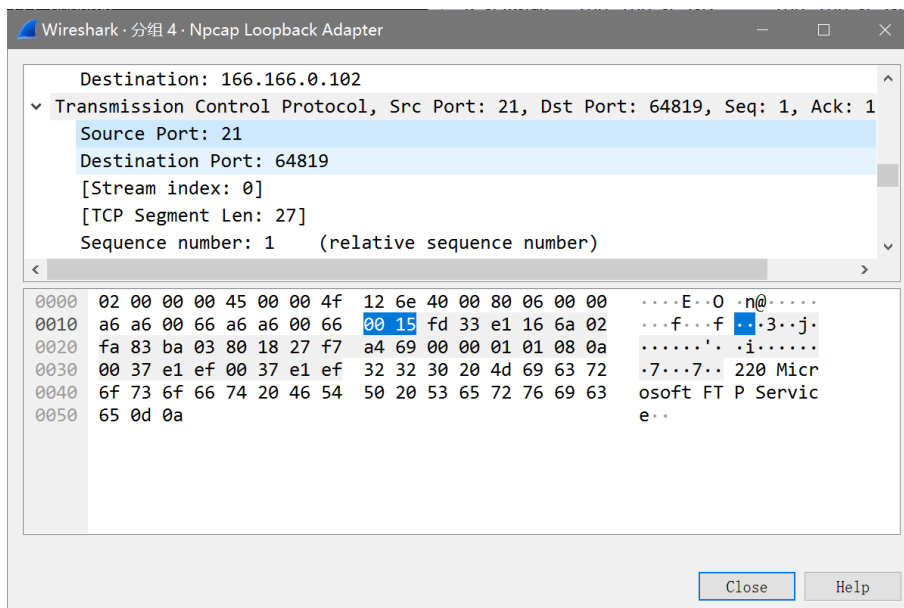 Wireshark · 分组 4 · Npcap Loopback Adapter
Destination: 166.166.0.102
Transmission Control Protocol, Src Port: 21, Dst Port: 64819, Seq: 1, Ack: 1
Source Port: 21
Destination Port: 64819
[Stream index: 0]
[TCP Segment Len: 27]
Sequence number: 1    (relative sequence number)
0000  02 00 00 00 45 00 00 4f  12 6e 40 00 80 06 00 00  ····E··O ·n@·····
0010  a6 a6 00 66 a6 a6 00 66  00 15 fd 33 e1 16 6a 02  ···f···f ···3··j·
0020  fa 83 ba 03 80 18 27 f7  a4 69 00 00 01 01 08 0a  ······'· ·i······
0030  00 37 e1 ef 00 37 e1 ef  32 32 30 20 4d 69 63 72  ·7···7·· 220 Micr
0040  6f 73 6f 66 74 20 46 54  50 20 53 65 72 76 69 63  osoft FT P Servic
0050  65 0d 0a  e··
Close
Help